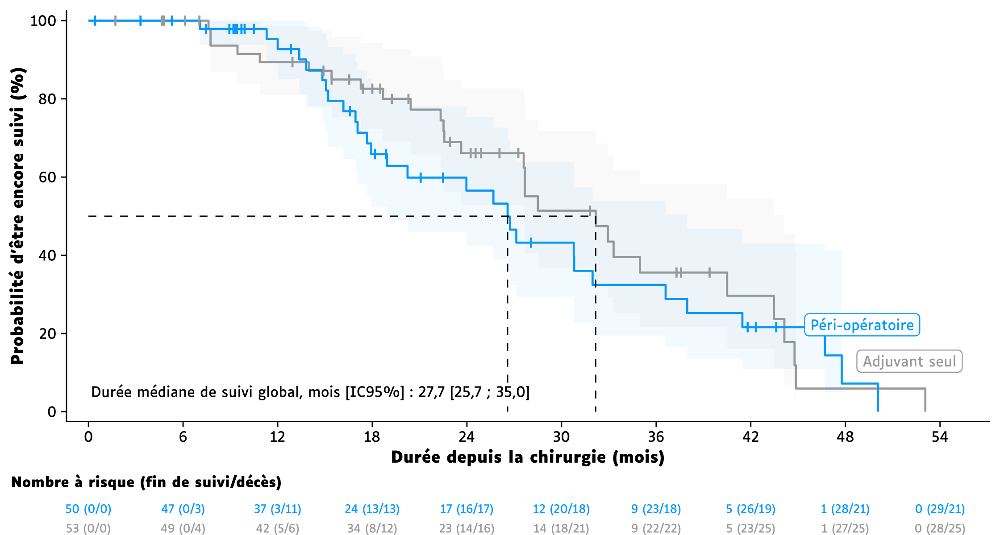 Probabilité d'être encore suivi (%)
100
80
60
40
20
0
Péri-opératoire
Adjuvant seul
Durée médiane de suivi global, mois [IC95%] : 27,7 [25,7 ; 35,0]
0 6 12 18 24 30 36 42 48 54
Durée depuis la chirurgie (mois)
Nombre à risque (fin de suivi/décès)
50 (0/0) 47 (0/3) 37 (3/11) 24 (13/13) 17 (16/17) 12 (20/18) 9 (23/18) 5 (26/19) 1 (28/21) 0 (29/21)
53 (0/0) 49 (0/4) 42 (5/6) 34 (8/12) 23 (14/16) 14 (18/21) 9 (22/22) 5 (23/25) 1 (27/25) 0 (28/25)